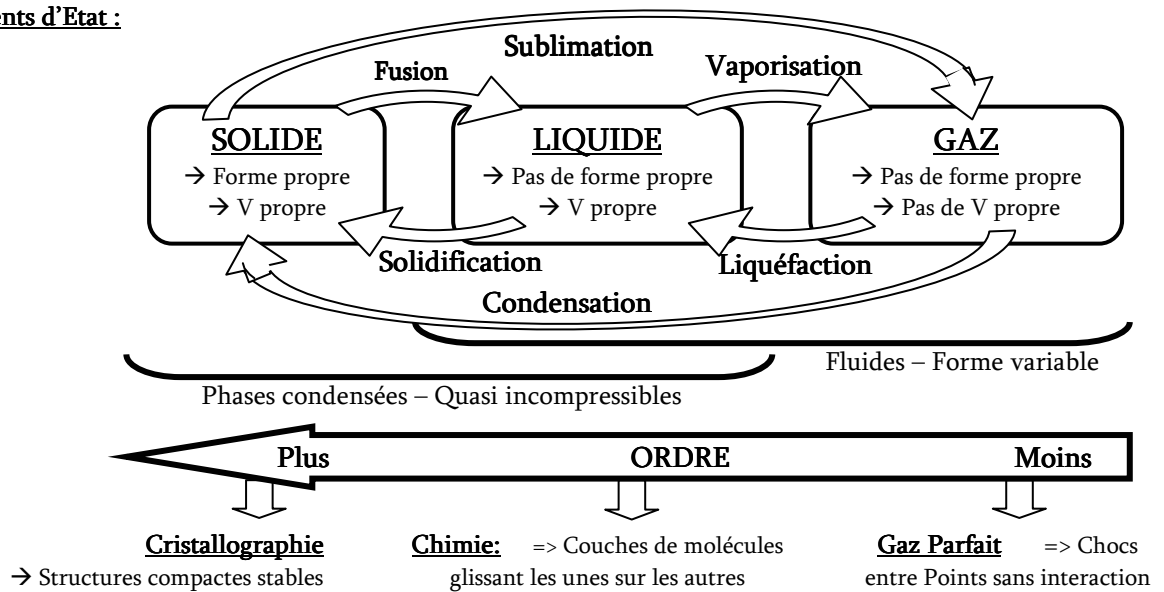 ents d'Etat :
Sublimation
Fusion
Vaporisation
SOLIDE
→ Forme propre
→ V propre
LIQUIDE
→ Pas de forme propre
→ V propre
GAZ
→ Pas de forme propre
→ Pas de V propre
Solidification
Liquéfaction
Condensation
Fluides – Forme variable
Phases condensées – Quasi incompressibles
Plus ORDRE Moins
Cristallographie
→ Structures compactes stables
Chimie: => Couches de molécules
glissant les unes sur les autres
Gaz Parfait => Chocs
entre Points sans interaction